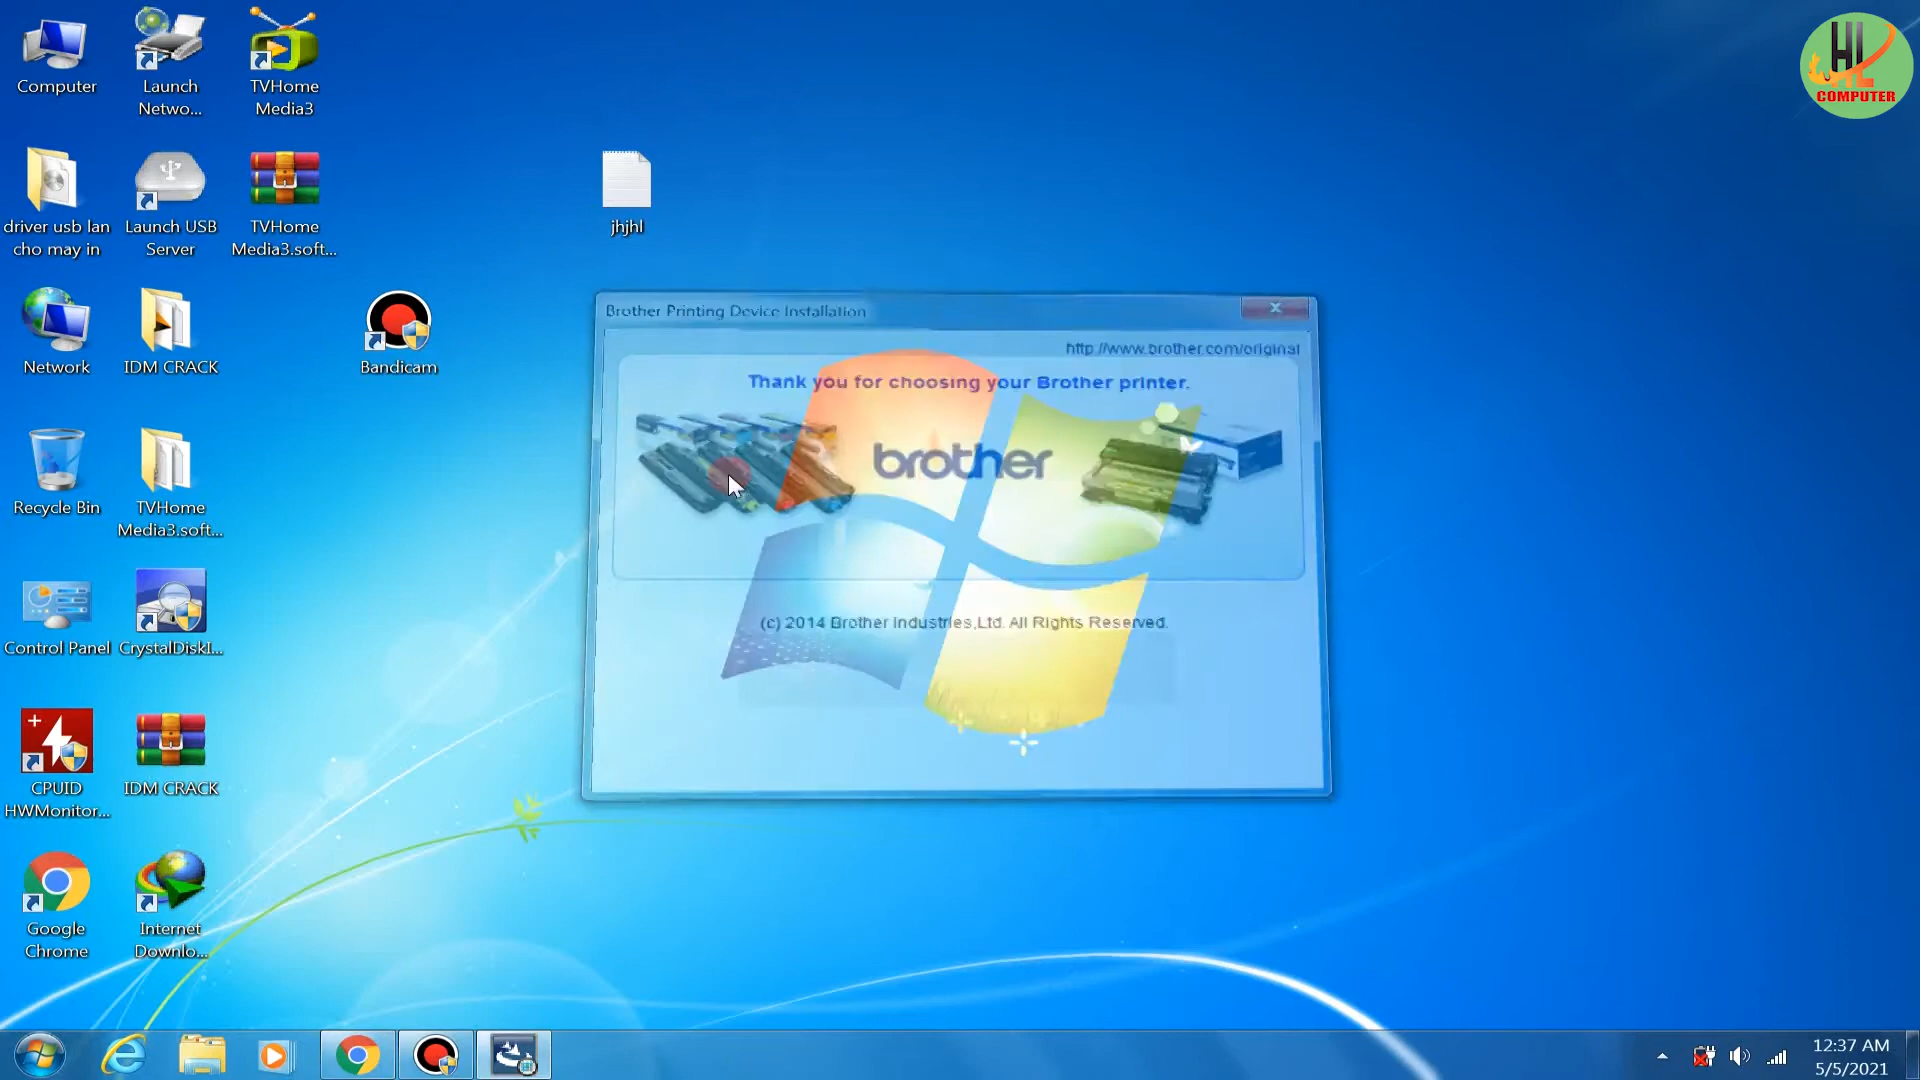 Computer
Launch
Netwo...
TVHome
Media3
HL
COMPUTER
driver usb lan
cho may in
Launch USB
Server
TVHome
Media3.soft...
jhjhl
Network
IDM CRACK
Bandicam
Brother Printing Device Installation
http://www.brother.com/original
Thank you for choosing your Brother printer.
brother
(c) 2014 Brother Industries,Ltd. All Rights Reserved.
Recycle Bin
TVHome
Media3.soft...
Control Panel
CrystalDiskI...
CPUID
HWMonitor...
IDM CRACK
Google
Chrome
Internet
Downlo...
12:37 AM
5/5/2021